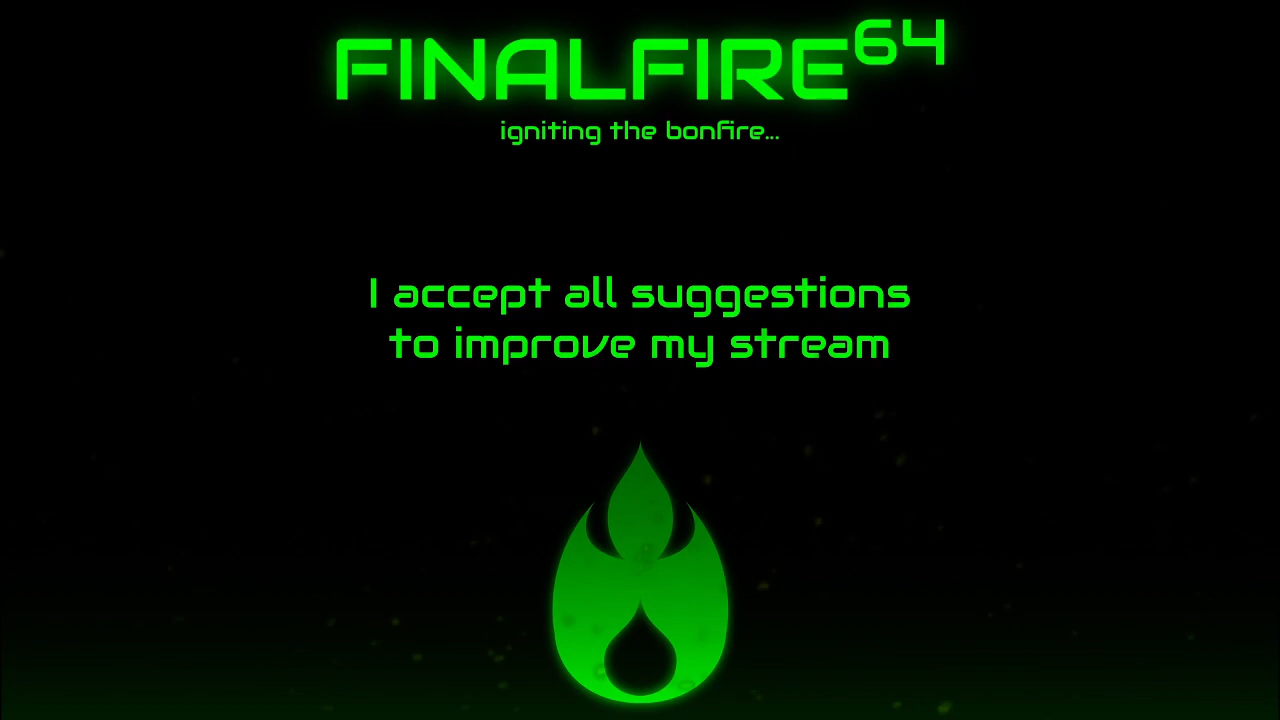 FINALFIRE64
igniting the bonfire...
I accept all suggestions
to improve my stream